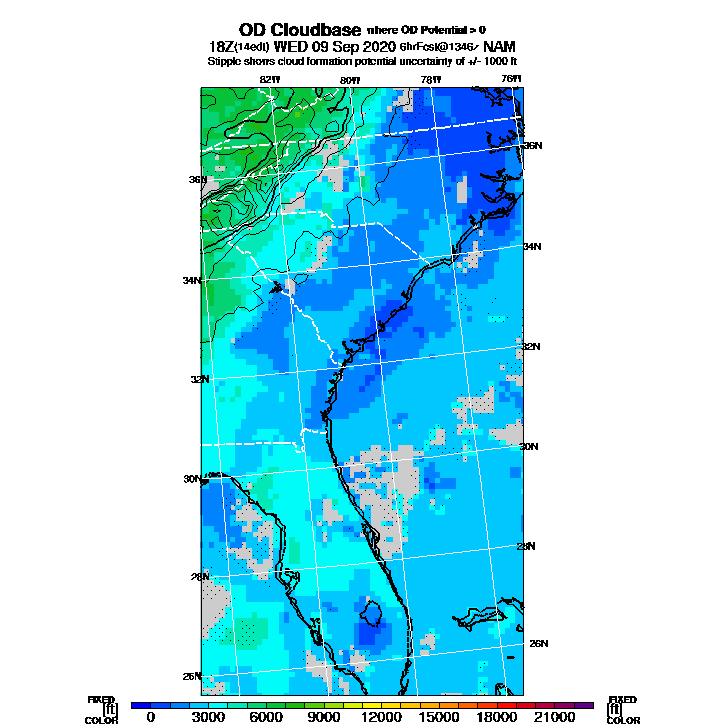 OD Cloudbase where OD Potential > 0
18Z(14edt) WED 09 Sep 2020 6hrFcst@1346z NAM
Stipple shows cloud formation potential uncertainty of +/- 1000 ft
82W 80W 78W 76W
36N 36N
34N 34N
32N 32N
30N 30N
28N 28N
26N 26N
FIXED FIXED
[ft] [ft]
COLOR COLOR
0 3000 6000 9000 12000 15000 18000 21000